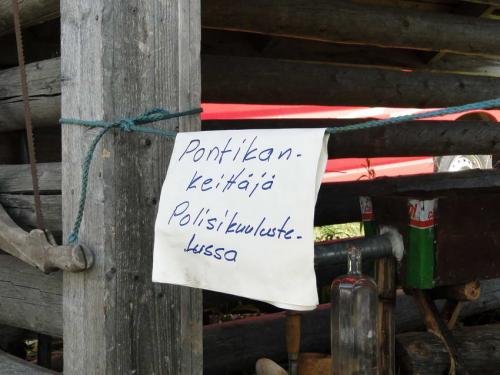 Pontikan-
keittäjä
Polisikuuluste-
lussa